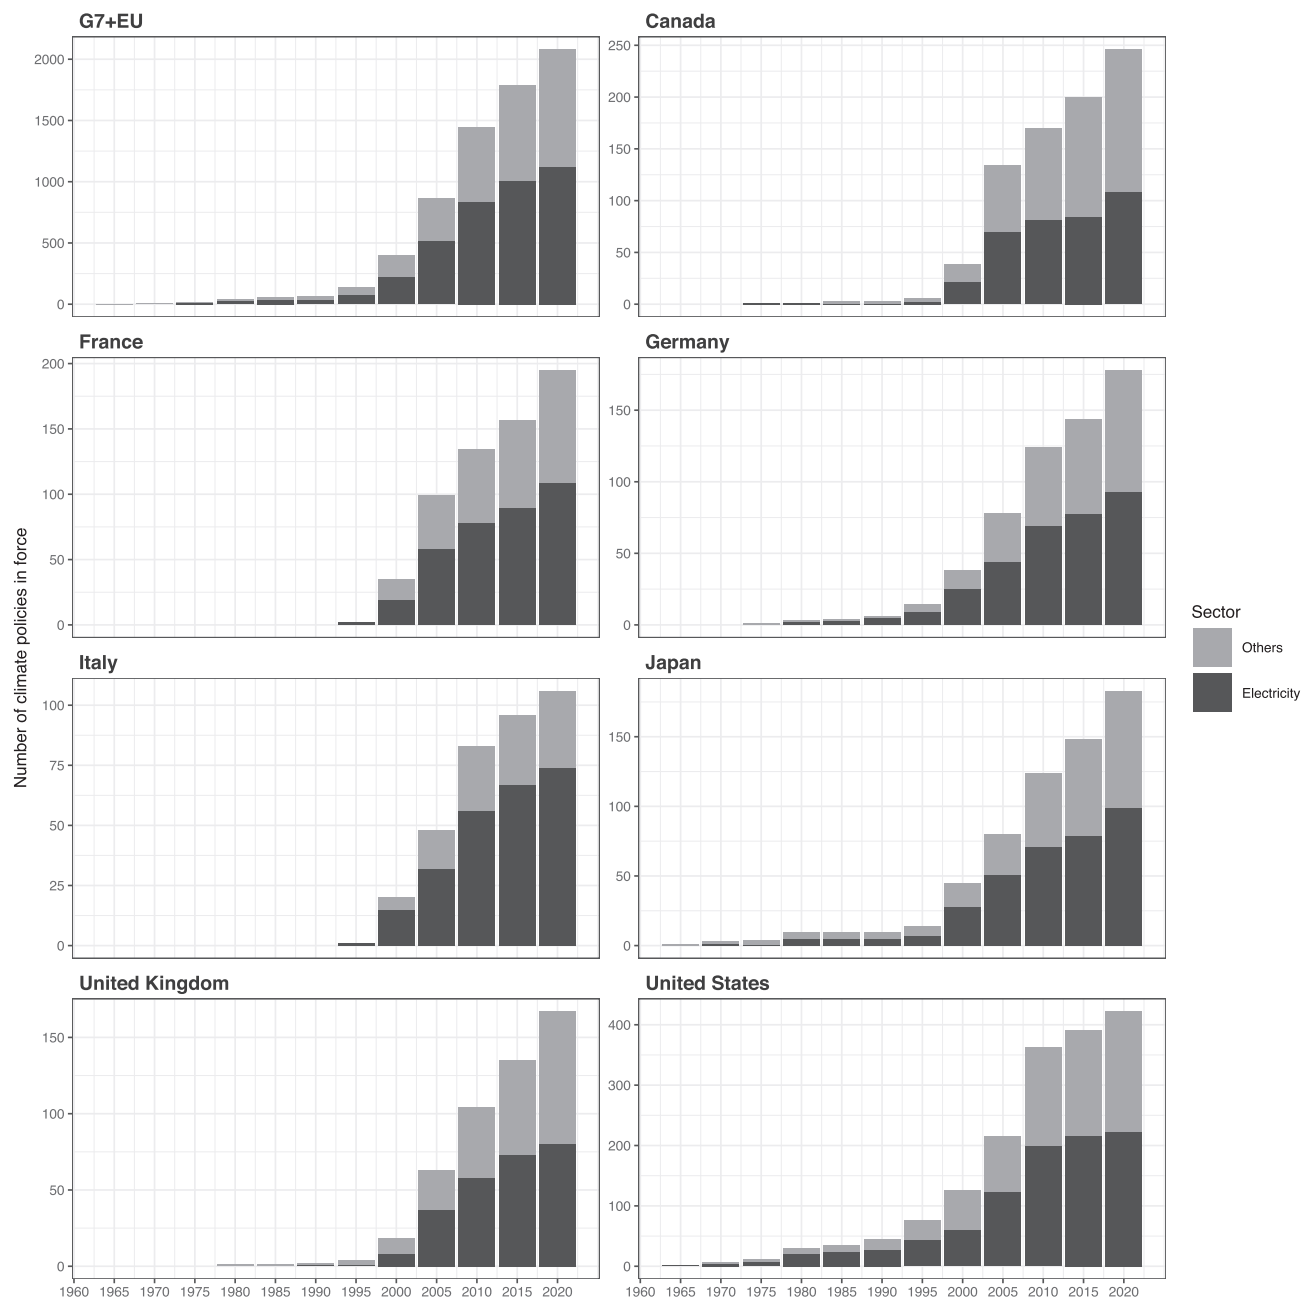 G7+EU
Canada
2000
1500
1000
500
0
250
200
150
100
50
0
France
Germany
200
150
100
50
0
150
100
50
0
Number of climate policies in force
Sector
Others
Electricity
Italy
Japan
100
75
50
25
0
150
100
50
0
United Kingdom
United States
150
100
50
0
400
300
200
100
0
1960 1965 1970 1975 1980 1985 1990 1995 2000 2005 2010 2015 2020
1960 1965 1970 1975 1980 1985 1990 1995 2000 2005 2010 2015 2020